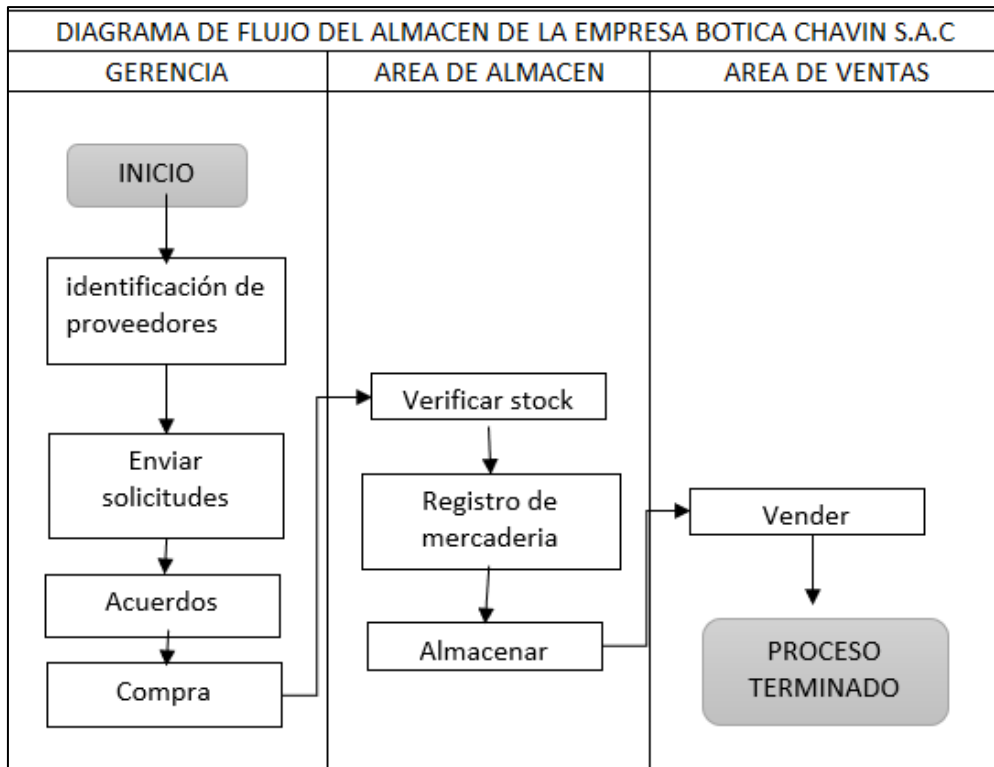 DIAGRAMA DE FLUJO DEL ALMACEN DE LA EMPRESA BOTICA CHAVIN S.A.C
GERENCIA
AREA DE ALMACEN
AREA DE VENTAS
INICIO
identificación de
proveedores
Enviar
solicitudes
Acuerdos
Compra
Verificar stock
Registro de
mercaderia
Almacenar
Vender
PROCESO
TERMINADO